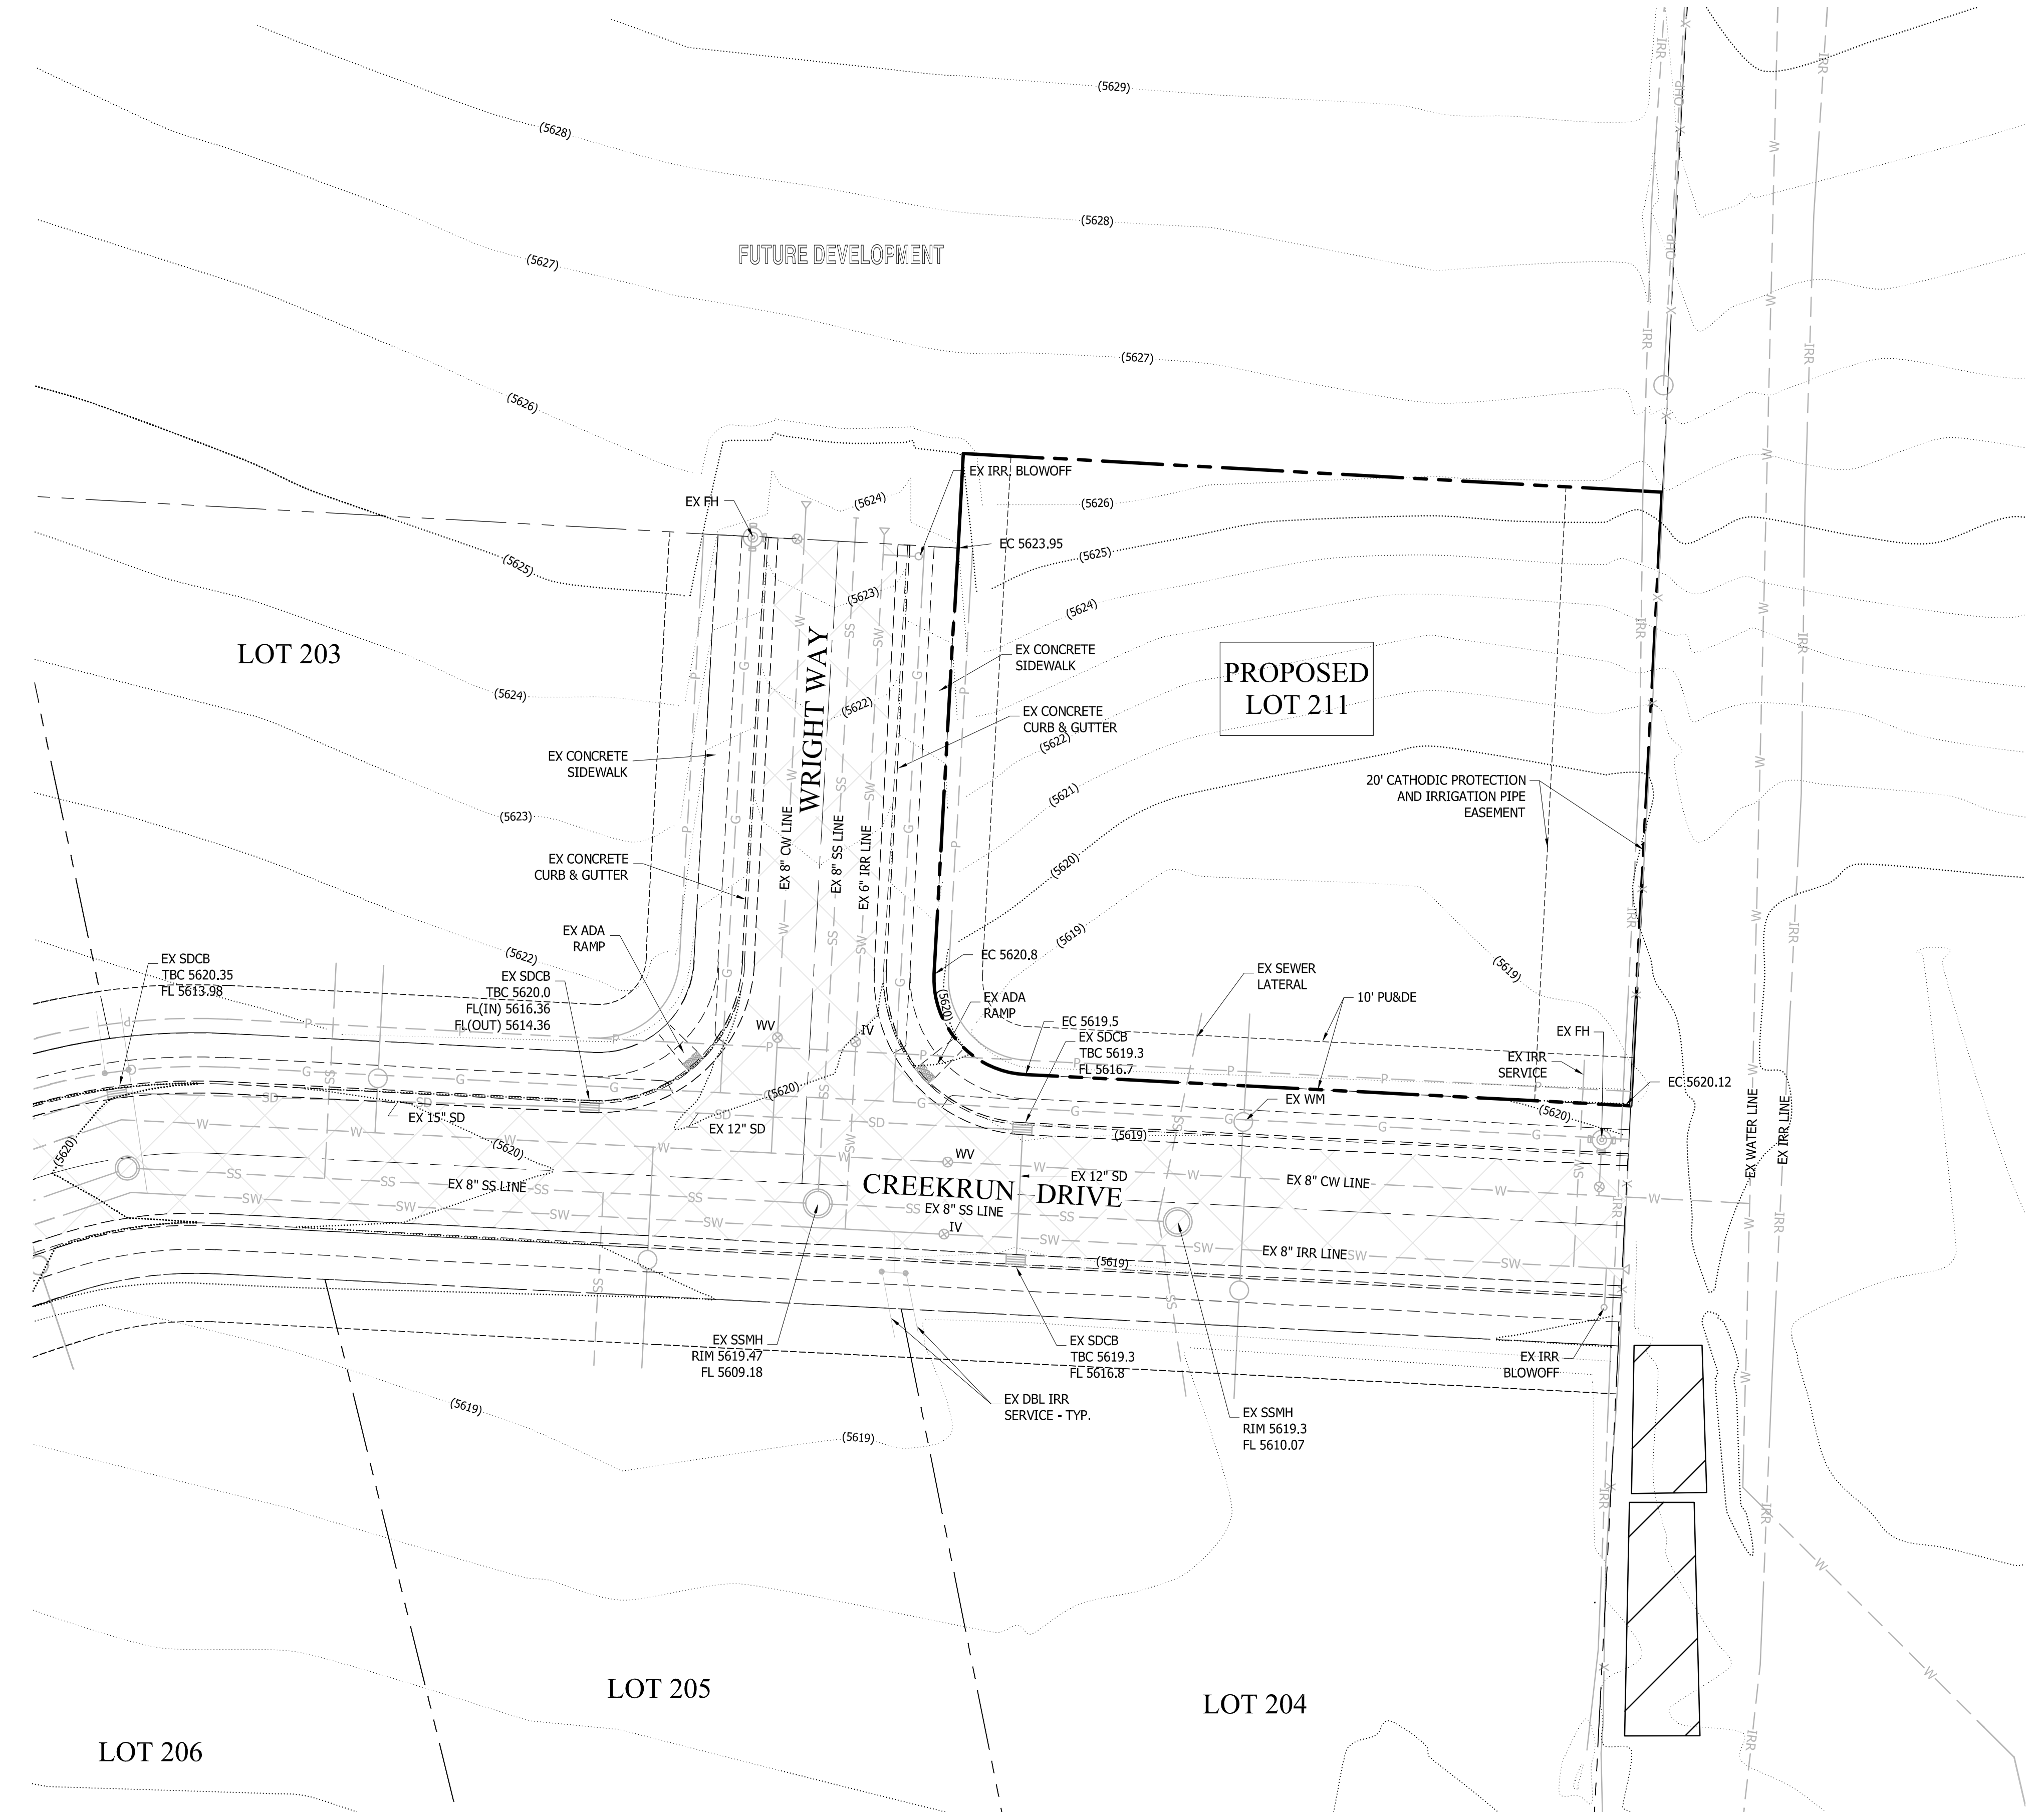 (5629)
(5628)
(5628)
FUTURE DEVELOPMENT
(5627)
(5627)
(5626)
EX IRR. BLOWOFF
EX FH
(5624)
(5626)
EC 5623.95
(5625)
(5625)
(5623)
(5624)
LOT 203
EX CONCRETE
SIDEWALK
PROPOSED
LOT 211
(5624)
(5622)
EX CONCRETE
CURB & GUTTER
(5622)
WRIGHT WAY
EX CONCRETE
SIDEWALK
20' CATHODIC PROTECTION
AND IRRIGATION PIPE
EASEMENT
(5621)
(5623)
EX 8" CW LINE
EX 8" SS LINE
EX 6" IRR LINE
EX CONCRETE
CURB & GUTTER
(5620)
EX ADA
RAMP
(5619)
(5622)
EC 5620.8
EX SDCB
TBC 5620.35
FL 5613.98
EX SDCB
TBC 5620.0
FL(IN) 5616.36
FL(OUT) 5614.36
EX SEWER
LATERAL
(5619)
(5620)
EX ADA
RAMP
10' PU&DE
WV
IV
EC 5619.5
EX SDCB
TBC 5619.3
FL 5616.7
EX FH
EX IRR
SERVICE
EC 5620.12
(5620)
EX WM
(5620)
EX 15" SD
EX 12" SD
(5619)
(5620)
(5620)
WV
EX 12" SD
EX 8" SS LINE
CREEKRUN DRIVE
EX 8" CW LINE
EX WATER LINE
EX IRR LINE
EX 8" SS LINE
IV
EX 8" IRR LINE
(5619)
EX SSMH
RIM 5619.47
FL 5609.18
EX SDCB
TBC 5619.3
FL 5616.8
EX IRR
BLOWOFF
EX DBL IRR
SERVICE - TYP.
(5619)
EX SSMH
RIM 5619.3
FL 5610.07
(5619)
LOT 205
LOT 204
LOT 206
IRR
X
OHP
W
IRR
G
P
SS
SW
W
SD
d